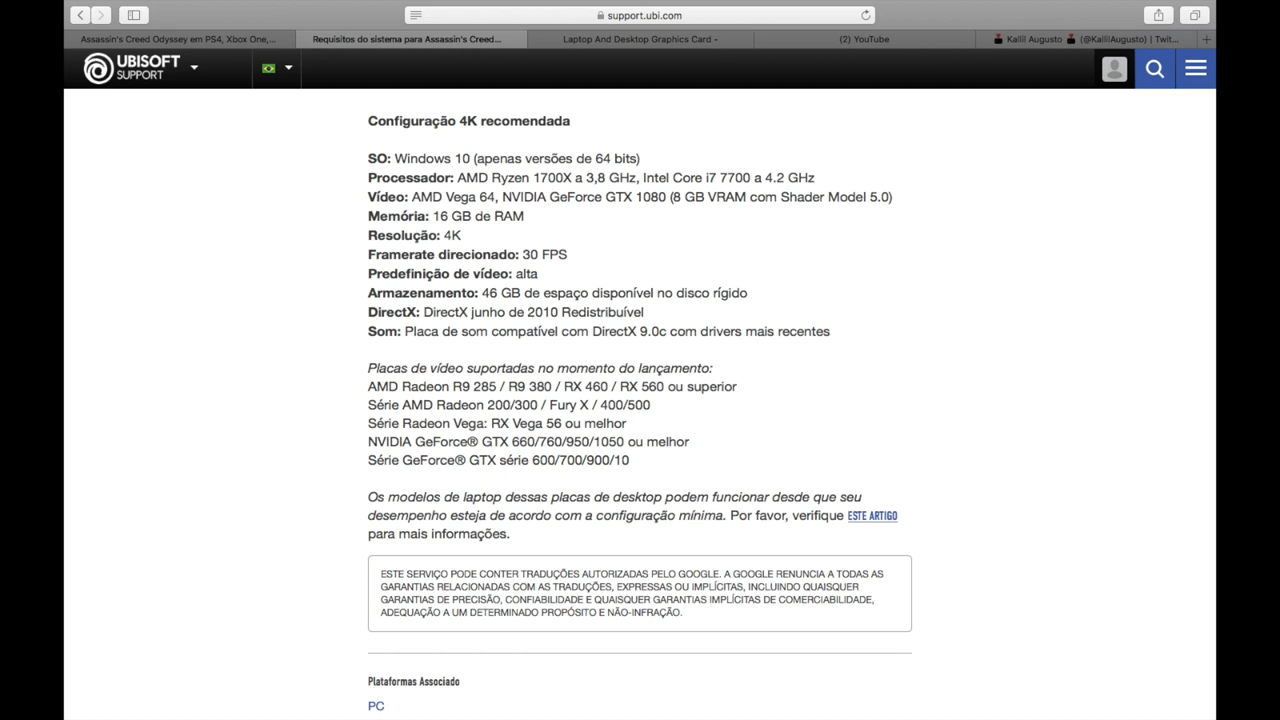 support.ubi.com
Assassin's Creed Odyssey em PS4, Xbox One,...
Requisitos do sistema para Assassin's Creed...
Laptop And Desktop Graphics Card -
(2) YouTube
Kallil Augusto (@KallilAugusto) | Twit...
UBISOFT
SUPPORT
Configuração 4K recomendada
SO: Windows 10 (apenas versões de 64 bits)
Processador: AMD Ryzen 1700X a 3,8 GHz, Intel Core i7 7700 a 4.2 GHz
Vídeo: AMD Vega 64, NVIDIA GeForce GTX 1080 (8 GB VRAM com Shader Model 5.0)
Memória: 16 GB de RAM
Resolução: 4K
Framerate direcionado: 30 FPS
Predefinição de vídeo: alta
Armazenamento: 46 GB de espaço disponível no disco rígido
DirectX: DirectX junho de 2010 Redistribuível
Som: Placa de som compatível com DirectX 9.0c com drivers mais recentes
Placas de vídeo suportadas no momento do lançamento:
AMD Radeon R9 285 / R9 380 / RX 460 / RX 560 ou superior
Série AMD Radeon 200/300 / Fury X / 400/500
Série Radeon Vega: RX Vega 56 ou melhor
NVIDIA GeForce® GTX 660/760/950/1050 ou melhor
Série GeForce® GTX série 600/700/900/10
Os modelos de laptop dessas placas de desktop podem funcionar desde que seu
desempenho esteja de acordo com a configuração mínima. Por favor, verifique ESTE ARTIGO
para mais informações.
ESTE SERVIÇO PODE CONTER TRADUÇÕES AUTORIZADAS PELO GOOGLE. A GOOGLE RENUNCIA A TODAS AS
GARANTIAS RELACIONADAS COM AS TRADUÇÕES, EXPRESSAS OU IMPLÍCITAS, INCLUINDO QUAISQUER
GARANTIAS DE PRECISÃO, CONFIABILIDADE E QUAISQUER GARANTIAS IMPLÍCITAS DE COMERCIABILIDADE,
ADEQUAÇÃO A UM DETERMINADO PROPÓSITO E NÃO-INFRAÇÃO.
Plataformas Associado
PC